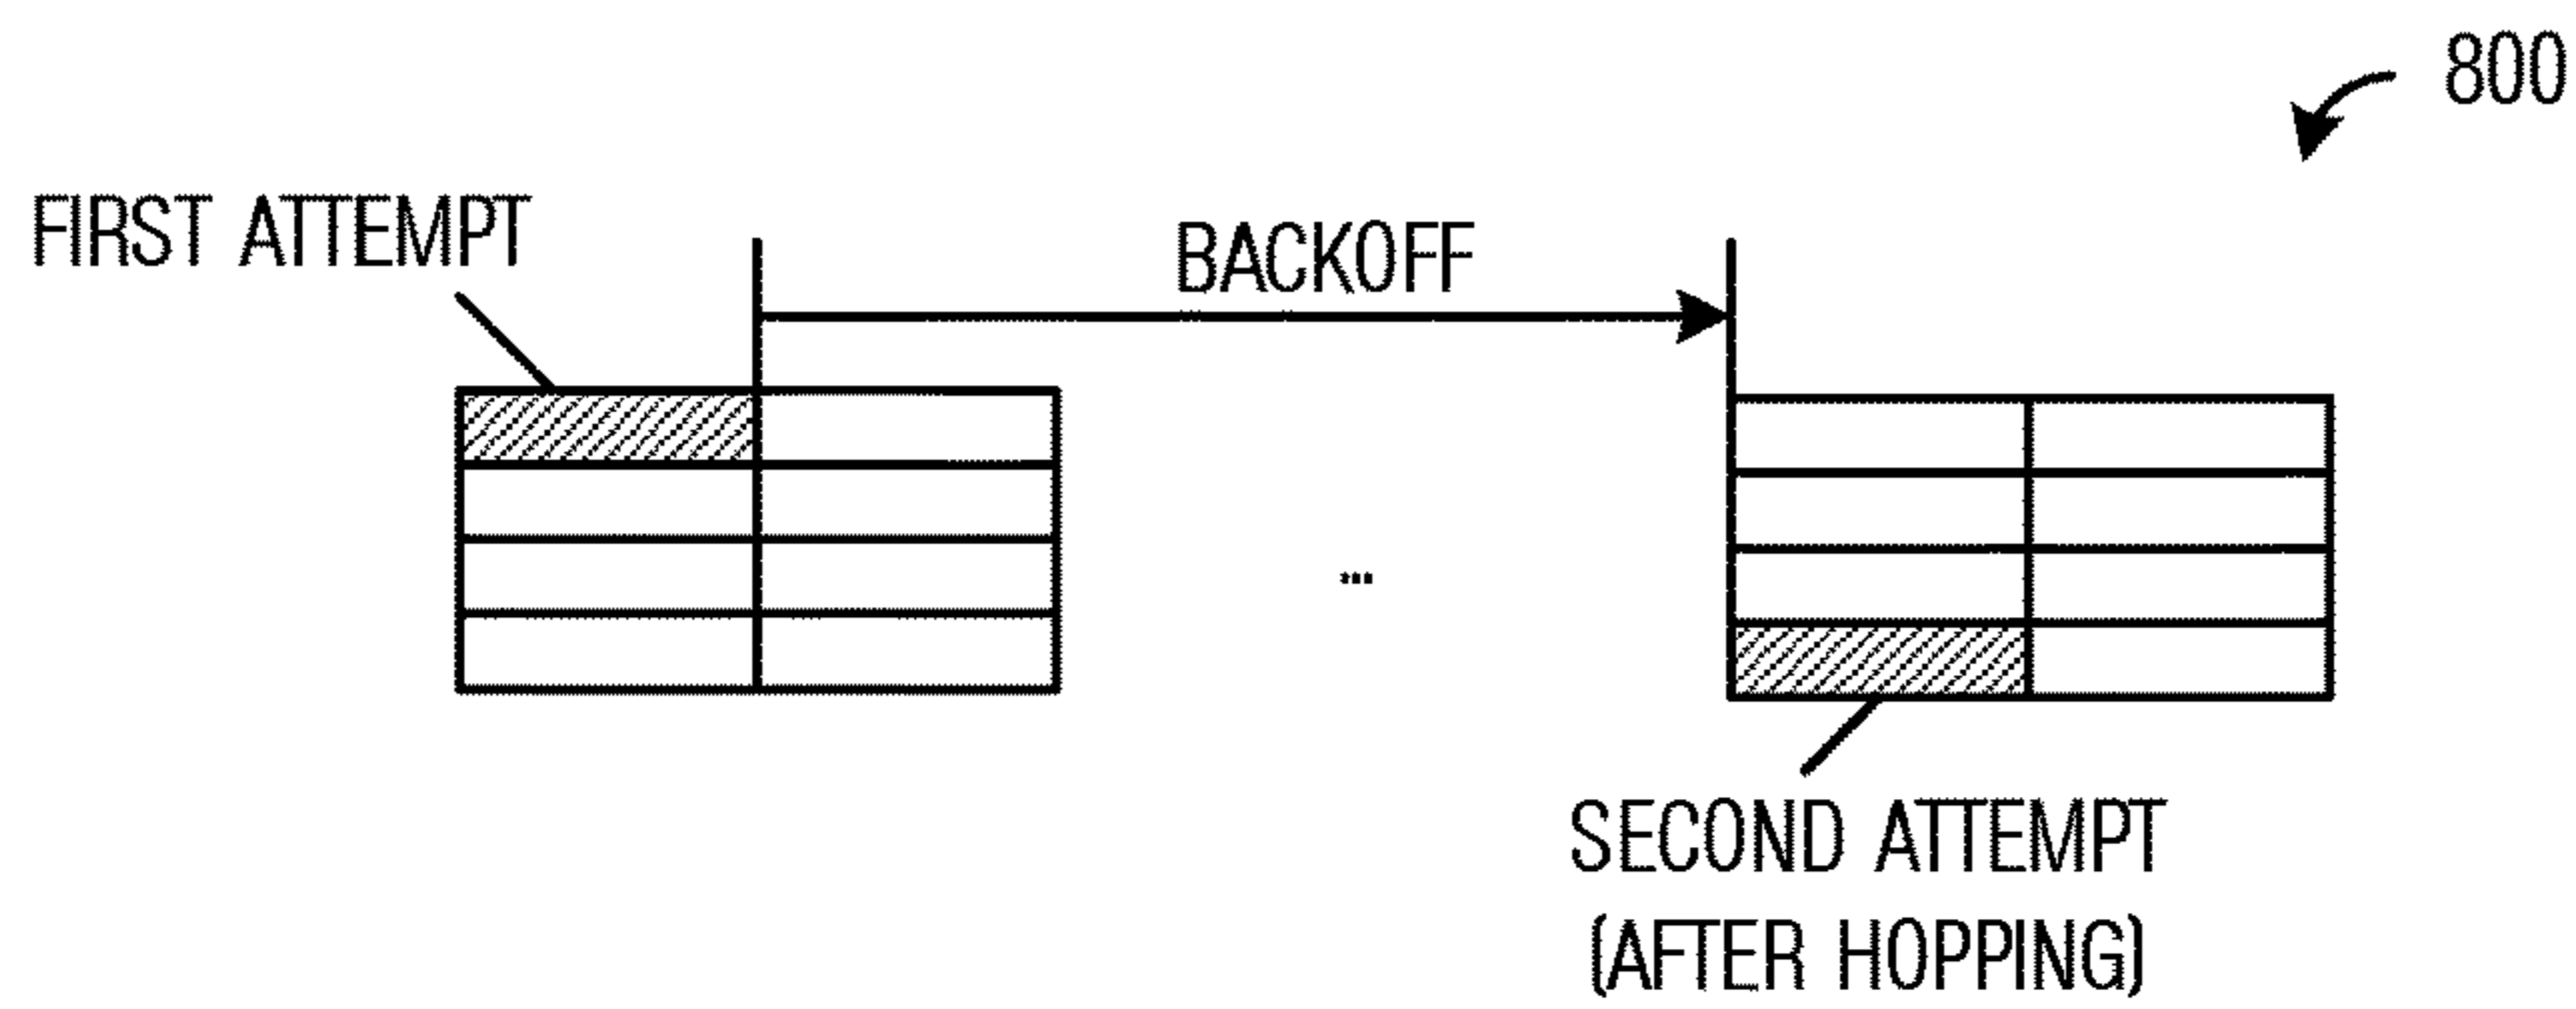 800
FIRST ATTEMPT
BACKOFF
...
SECOND ATTEMPT
(AFTER HOPPING)